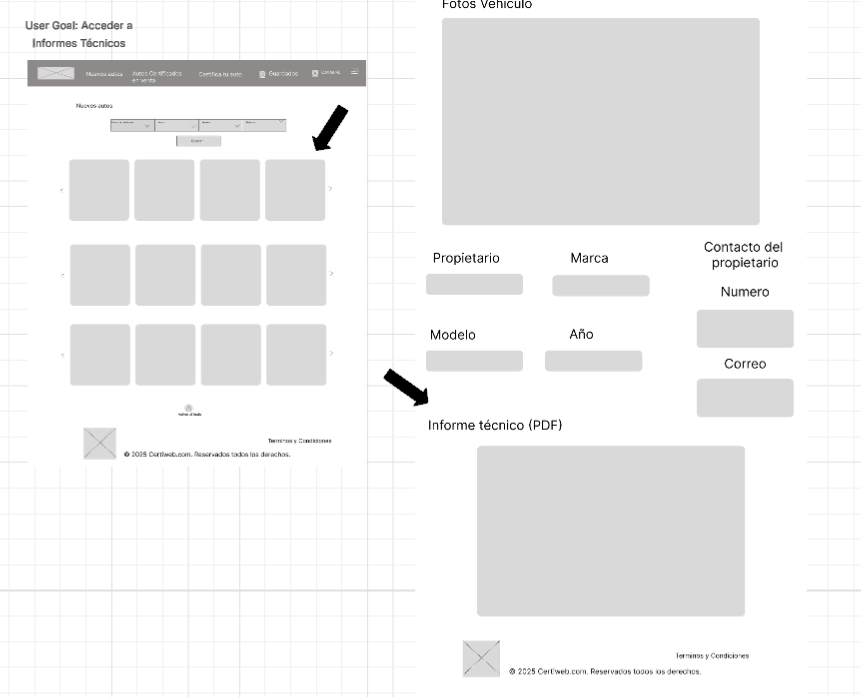 User Goal: Acceder a
Informes Técnicos
Nuevos autos
Autos Certificados
en venta
Certifica tu auto
Guardados
Nuevos autos
Volver al inicio
Terminos y Condiciones
© 2025 Certiweb.com. Reservados todos los derechos.
Fotos Vehiculo
Propietario
Marca
Contacto del
propietario
Numero
Modelo
Año
Correo
Informe técnico (PDF)
Terminos y Condiciones
© 2025 Certiweb.com. Reservados todos los derechos.